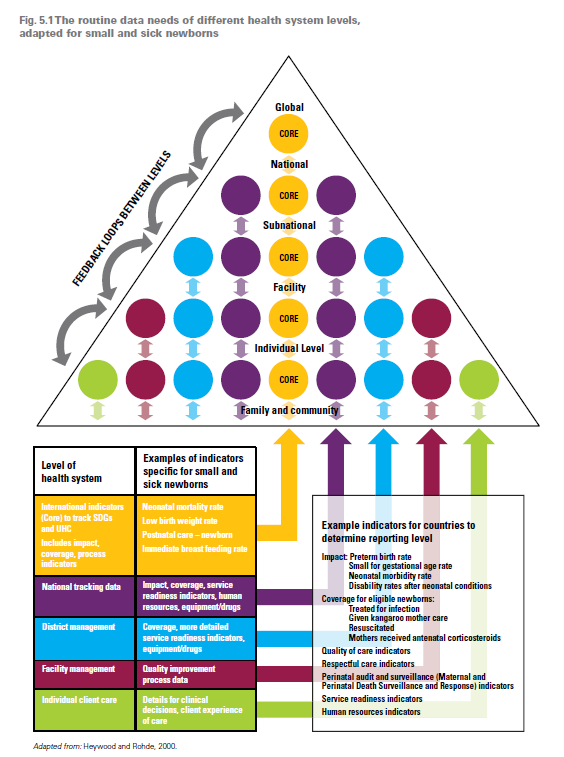 Fig. 5.1 The routine data needs of different health system levels,
adapted for small and sick newborns
Global
CORE
National
CORE
Subnational
CORE
Facility
CORE
Individual Level
CORE
Family and community
FEEDBACK LOOPS BETWEEN LEVELS
Level of
health system
Examples of indicators
specific for small and
sick newborns
International indicators
(Core) to track SDGs
and UHC
Includes impact,
coverage, process
indicators
Neonatal mortality rate
Low birth weight rate
Postnatal care – newborn
Immediate breast feeding rate
National tracking data
Impact, coverage, service
readiness indicators, human
resources, equipment/drugs
District management
Coverage, more detailed
service readiness indicators,
equipment/drugs
Facility management
Quality improvement
process data
Individual client care
Details for clinical
decisions, client experience
of care
Example indicators for countries to
determine reporting level
Impact: Preterm birth rate
Small for gestational age rate
Neonatal morbidity rate
Disability rates after neonatal conditions
Coverage for eligible newborns:
Treated for infection
Given kangaroo mother care
Resuscitated
Mothers received antenatal corticosteroids
Quality of care indicators
Respectful care indicators
Perinatal audit and surveillance (Maternal and
Perinatal Death Surveillance and Response) indicators
Service readiness indicators
Human resources indicators
Adapted from: Heywood and Rohde, 2000.